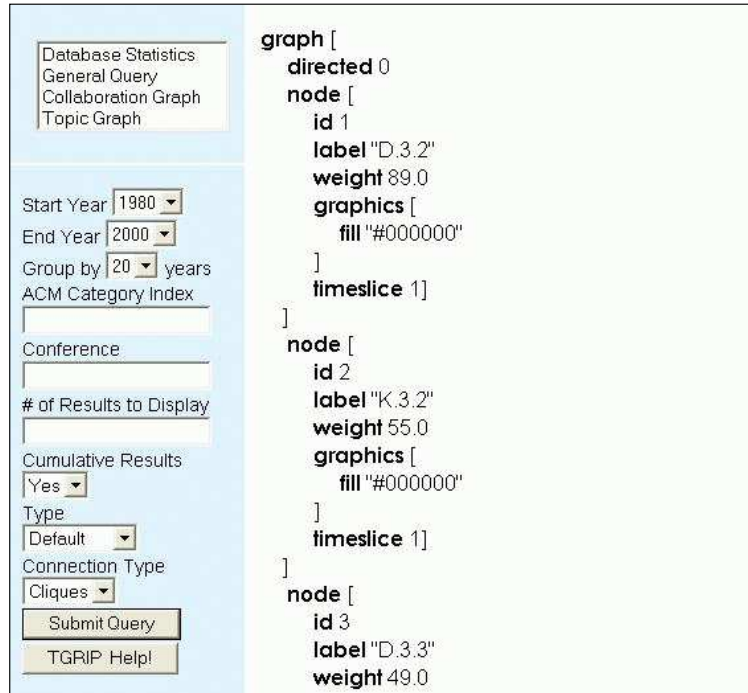 Database Statistics
General Query
Collaboration Graph
Topic Graph
Start Year 1980
End Year 2000
Group by 20 years
ACM Category Index
Conference
# of Results to Display
Cumulative Results
Yes
Type
Default
Connection Type
Cliques
Submit Query
TGRIP Help!
graph [
directed 0
node [
id 1
label "D.3.2"
weight 89.0
graphics [
fill "#000000"
]
timeslice 1]
]
node [
id 2
label "K.3.2"
weight 55.0
graphics [
fill "#000000"
]
timeslice 1]
]
node [
id 3
label "D.3.3"
weight 49.0